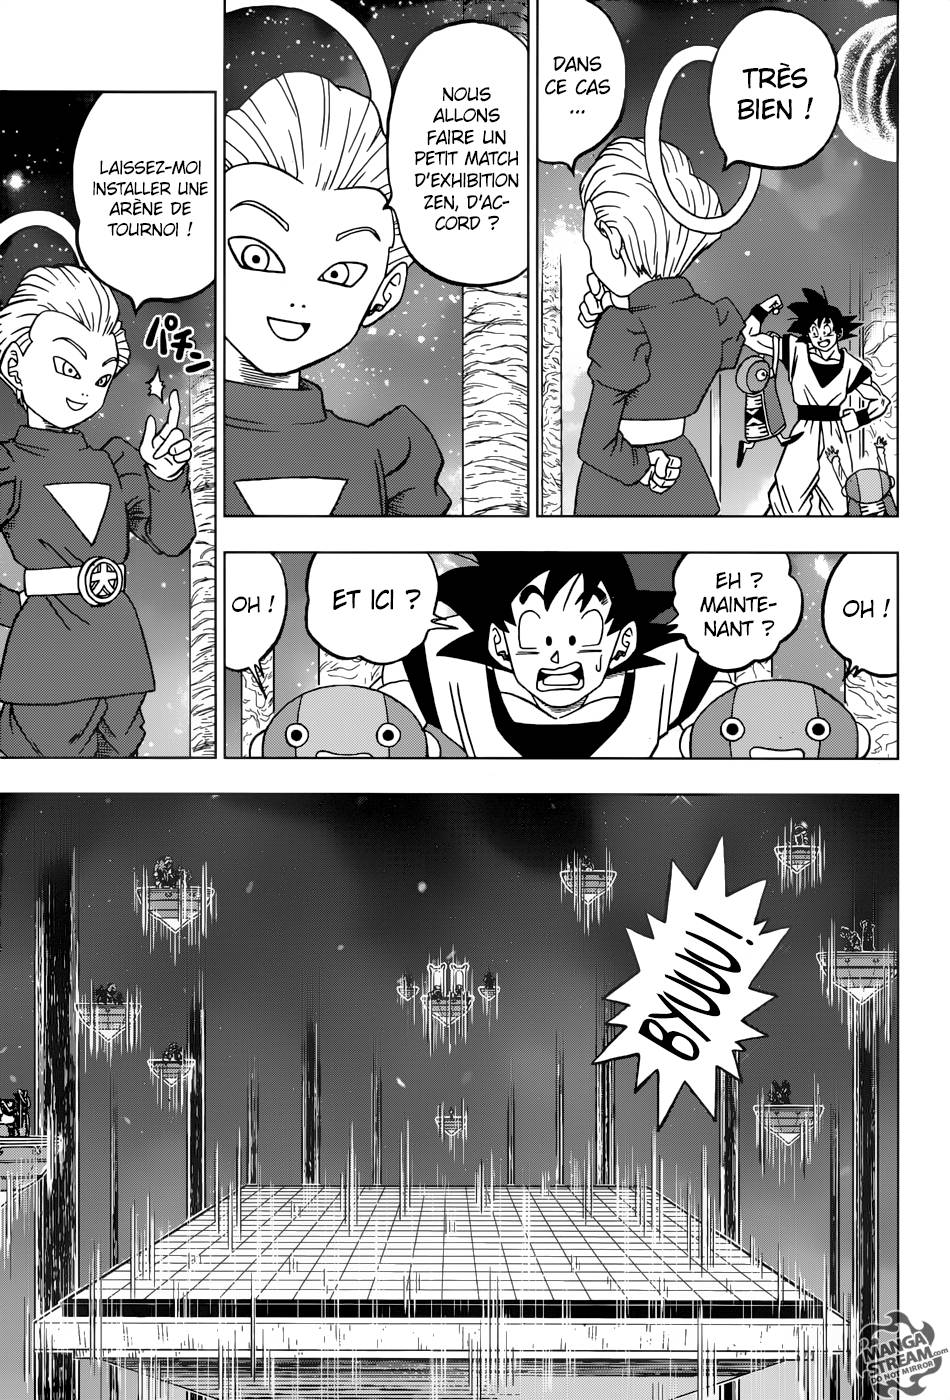 TRÈS
BIEN !
DANS
CE CAS
...
NOUS
ALLONS
FAIRE UN
PETIT MATCH
D'EXHIBITION
ZEN, D'AC-
CORD ?
LAISSEZ-MOI
INSTALLER UNE
ARÈNE DE
TOURNOI !
パチン
大
OH !
EH ?
MAINTE-
NANT ?
ET ICI ?
OH !
BYUUU !
MANGA
STREAM.com
DO NOT MIRROR!